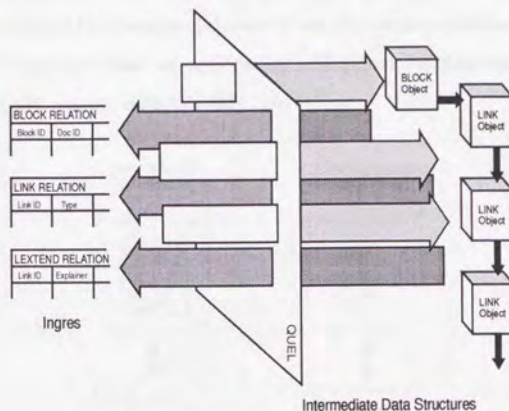 BLOCK RELATION
Block ID Doc ID
LINK RELATION
Link ID Type
LEXTEND RELATION
Link ID Explainer
Ingres
QUEL
BLOCK
Object
LINK
Object
LINK
Object
LINK
Object
Intermediate Data Structures